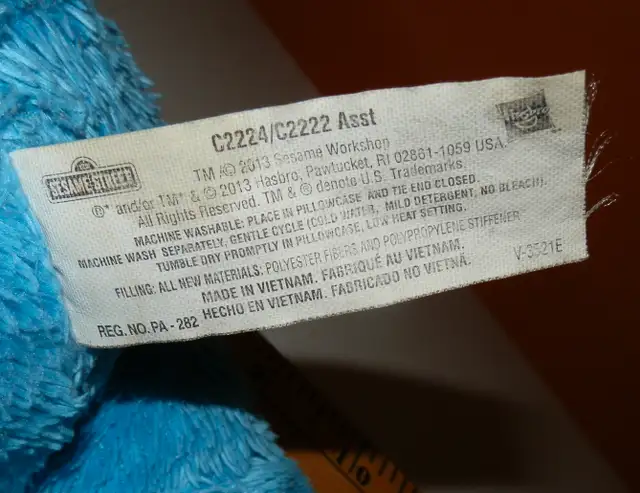 C2224/C2222 Asst
Hasbro
SESAME STREET
TM /© 2013 Sesame Workshop
®* and/or TM* & © 2013 Hasbro, Pawtucket, RI 02861-1059 USA.
All Rights Reserved. TM & ® denote U.S. Trademarks.
MACHINE WASHABLE: PLACE IN PILLOWCASE AND TIE END CLOSED.
MACHINE WASH SEPARATELY, GENTLE CYCLE (COLD WATER, MILD DETERGENT, NO BLEACH).
TUMBLE DRY PROMPTLY IN PILLOWCASE, LOW HEAT SETTING.
FILLING: ALL NEW MATERIALS: POLYESTER FIBERS AND POLYPROPYLENE STIFFENER
MADE IN VIETNAM. FABRIQUÉ AU VIETNAM.
HECHO EN VIETNAM. FABRICADO NO VIETNÃ.
V-3521E
REG. NO. PA - 282